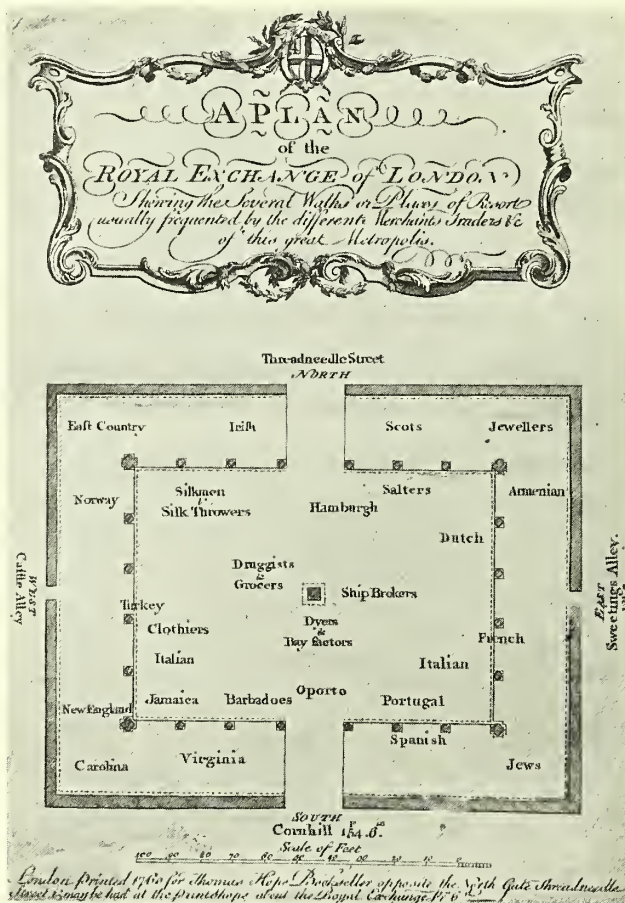 A PLAN
of the
ROYAL EXCHANGE of LONDON
Shewing the Several Walks or Places of Resort
usually frequented by the different Merchants Traders &c
of this great Metropolis.
Threadneedle Street
NORTH
East Country Irish Scots Jewellers
Norway Silkmen
& Silk Throwers Hamburgh Salters Armenian
Dutch
WEST
Castle Alley
EAST
Sweetings Alley.
Druggists
&
Grocers
Ship Brokers
Turkey
Clothiers
Dyers
&
Bay factors
French
Italian Italian
New England Jamaica Barbadoes Oporto Portugal
Spanish
Carolina Virginia Jews
SOUTH
Cornhill
Scale of Feet
100 90 80 70
London Printed 1760 for Thomas Hope Bookseller opposite the North Gate Threadneedle
Street & may be had at the printshops about the Royal Exchange